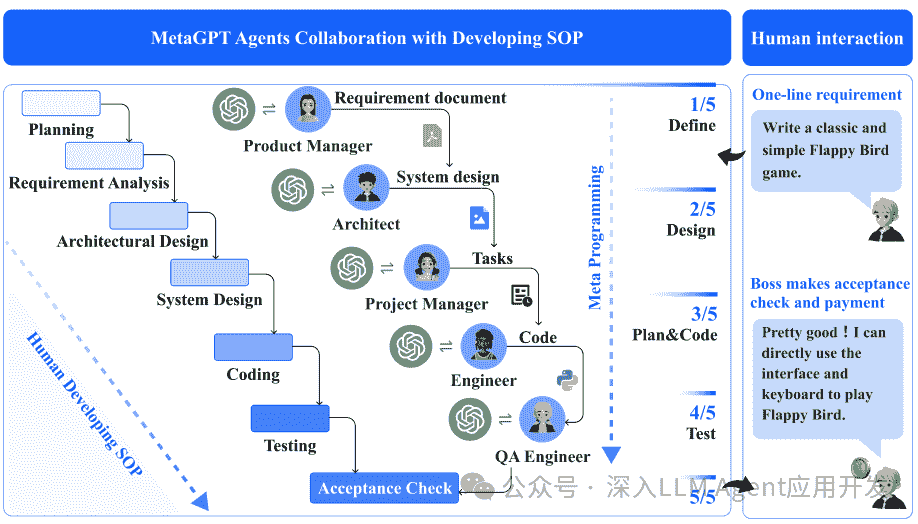 MetaGPT Agents Collaboration with Developing SOP
Human interaction
Planning
Requirement Analysis
Architectural Design
System Design
Coding
Testing
Acceptance Check
Human Developing SOP
Requirement document
Product Manager
System design
Architect
Tasks
Project Manager
Code
Engineer
QA Engineer
Meta Programming
1/5
Define
2/5
Design
3/5
Plan&Code
4/5
Test
5/5
One-line requirement
Write a classic and
simple Flappy Bird
game.
Boss makes acceptance
check and payment
Pretty good！I can
directly use the
interface and
keyboard to play
Flappy Bird.
公众号 · 深入LLM Agent应用开发